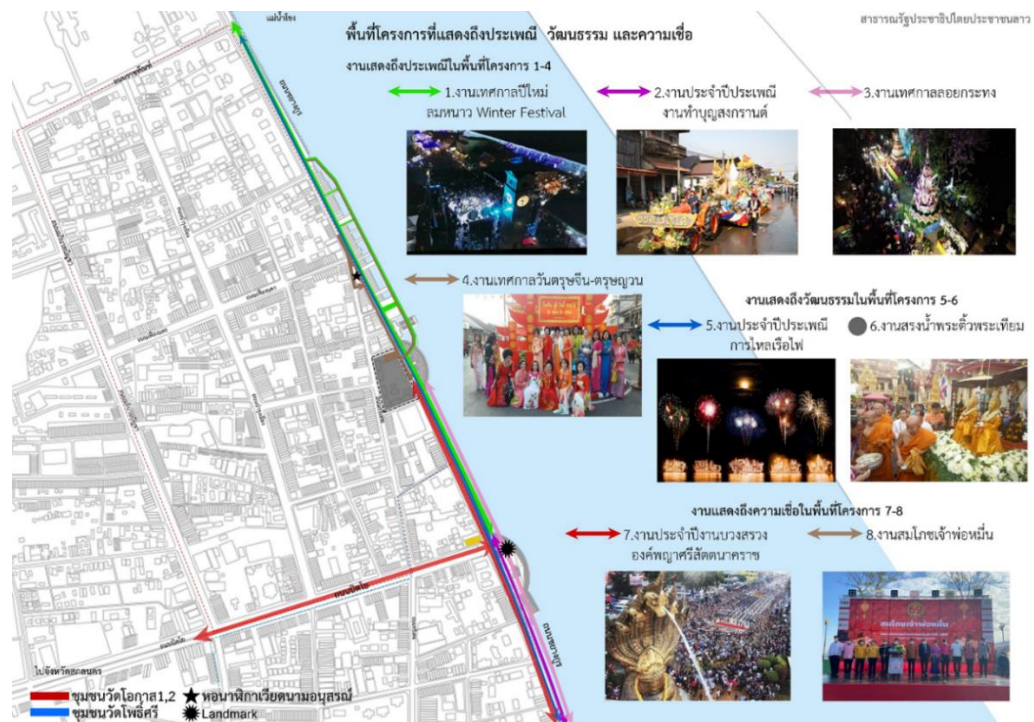 แม่น้ำโขง
สาธารณรัฐประชาธิปไตยประชาชนลาว
พื้นที่โครงการที่แสดงถึงประเพณี วัฒนธรรม และความเชื่อ
งานแสดงถึงประเพณีในพื้นที่โครงการ 1-4
1.งานเทศกาลปีใหม่
ลมหนาว Winter Festival
2.งานประจำปีประเพณี
งานทำบุญสงกรานต์
3.งานเทศกาลลอยกระทง
4.งานเทศกาลวันตรุษจีน-ตรุษญวน
งานแสดงถึงวัฒนธรรมในพื้นที่โครงการ 5-6
5.งานประจำปีประเพณี
การไหลเรือไฟ
6.งานสรงน้ำพระติ้วพระเทียม
งานแสดงถึงความเชื่อในพื้นที่โครงการ 7-8
7.งานประจำปีงานบวงสรวง
องค์พญาศรีสัตตนาคราช
8.งานสมโภชเจ้าพ่อหมื่น
สมโภชเจ้าพ่อหมื่น
ไปจังหวัดสกลนคร
ชุมชนวัดโอกาส1,2
หอนาฬิกาเวียดนามอนุสรณ์
ชุมชนวัดโพธิ์ศรี
Landmark